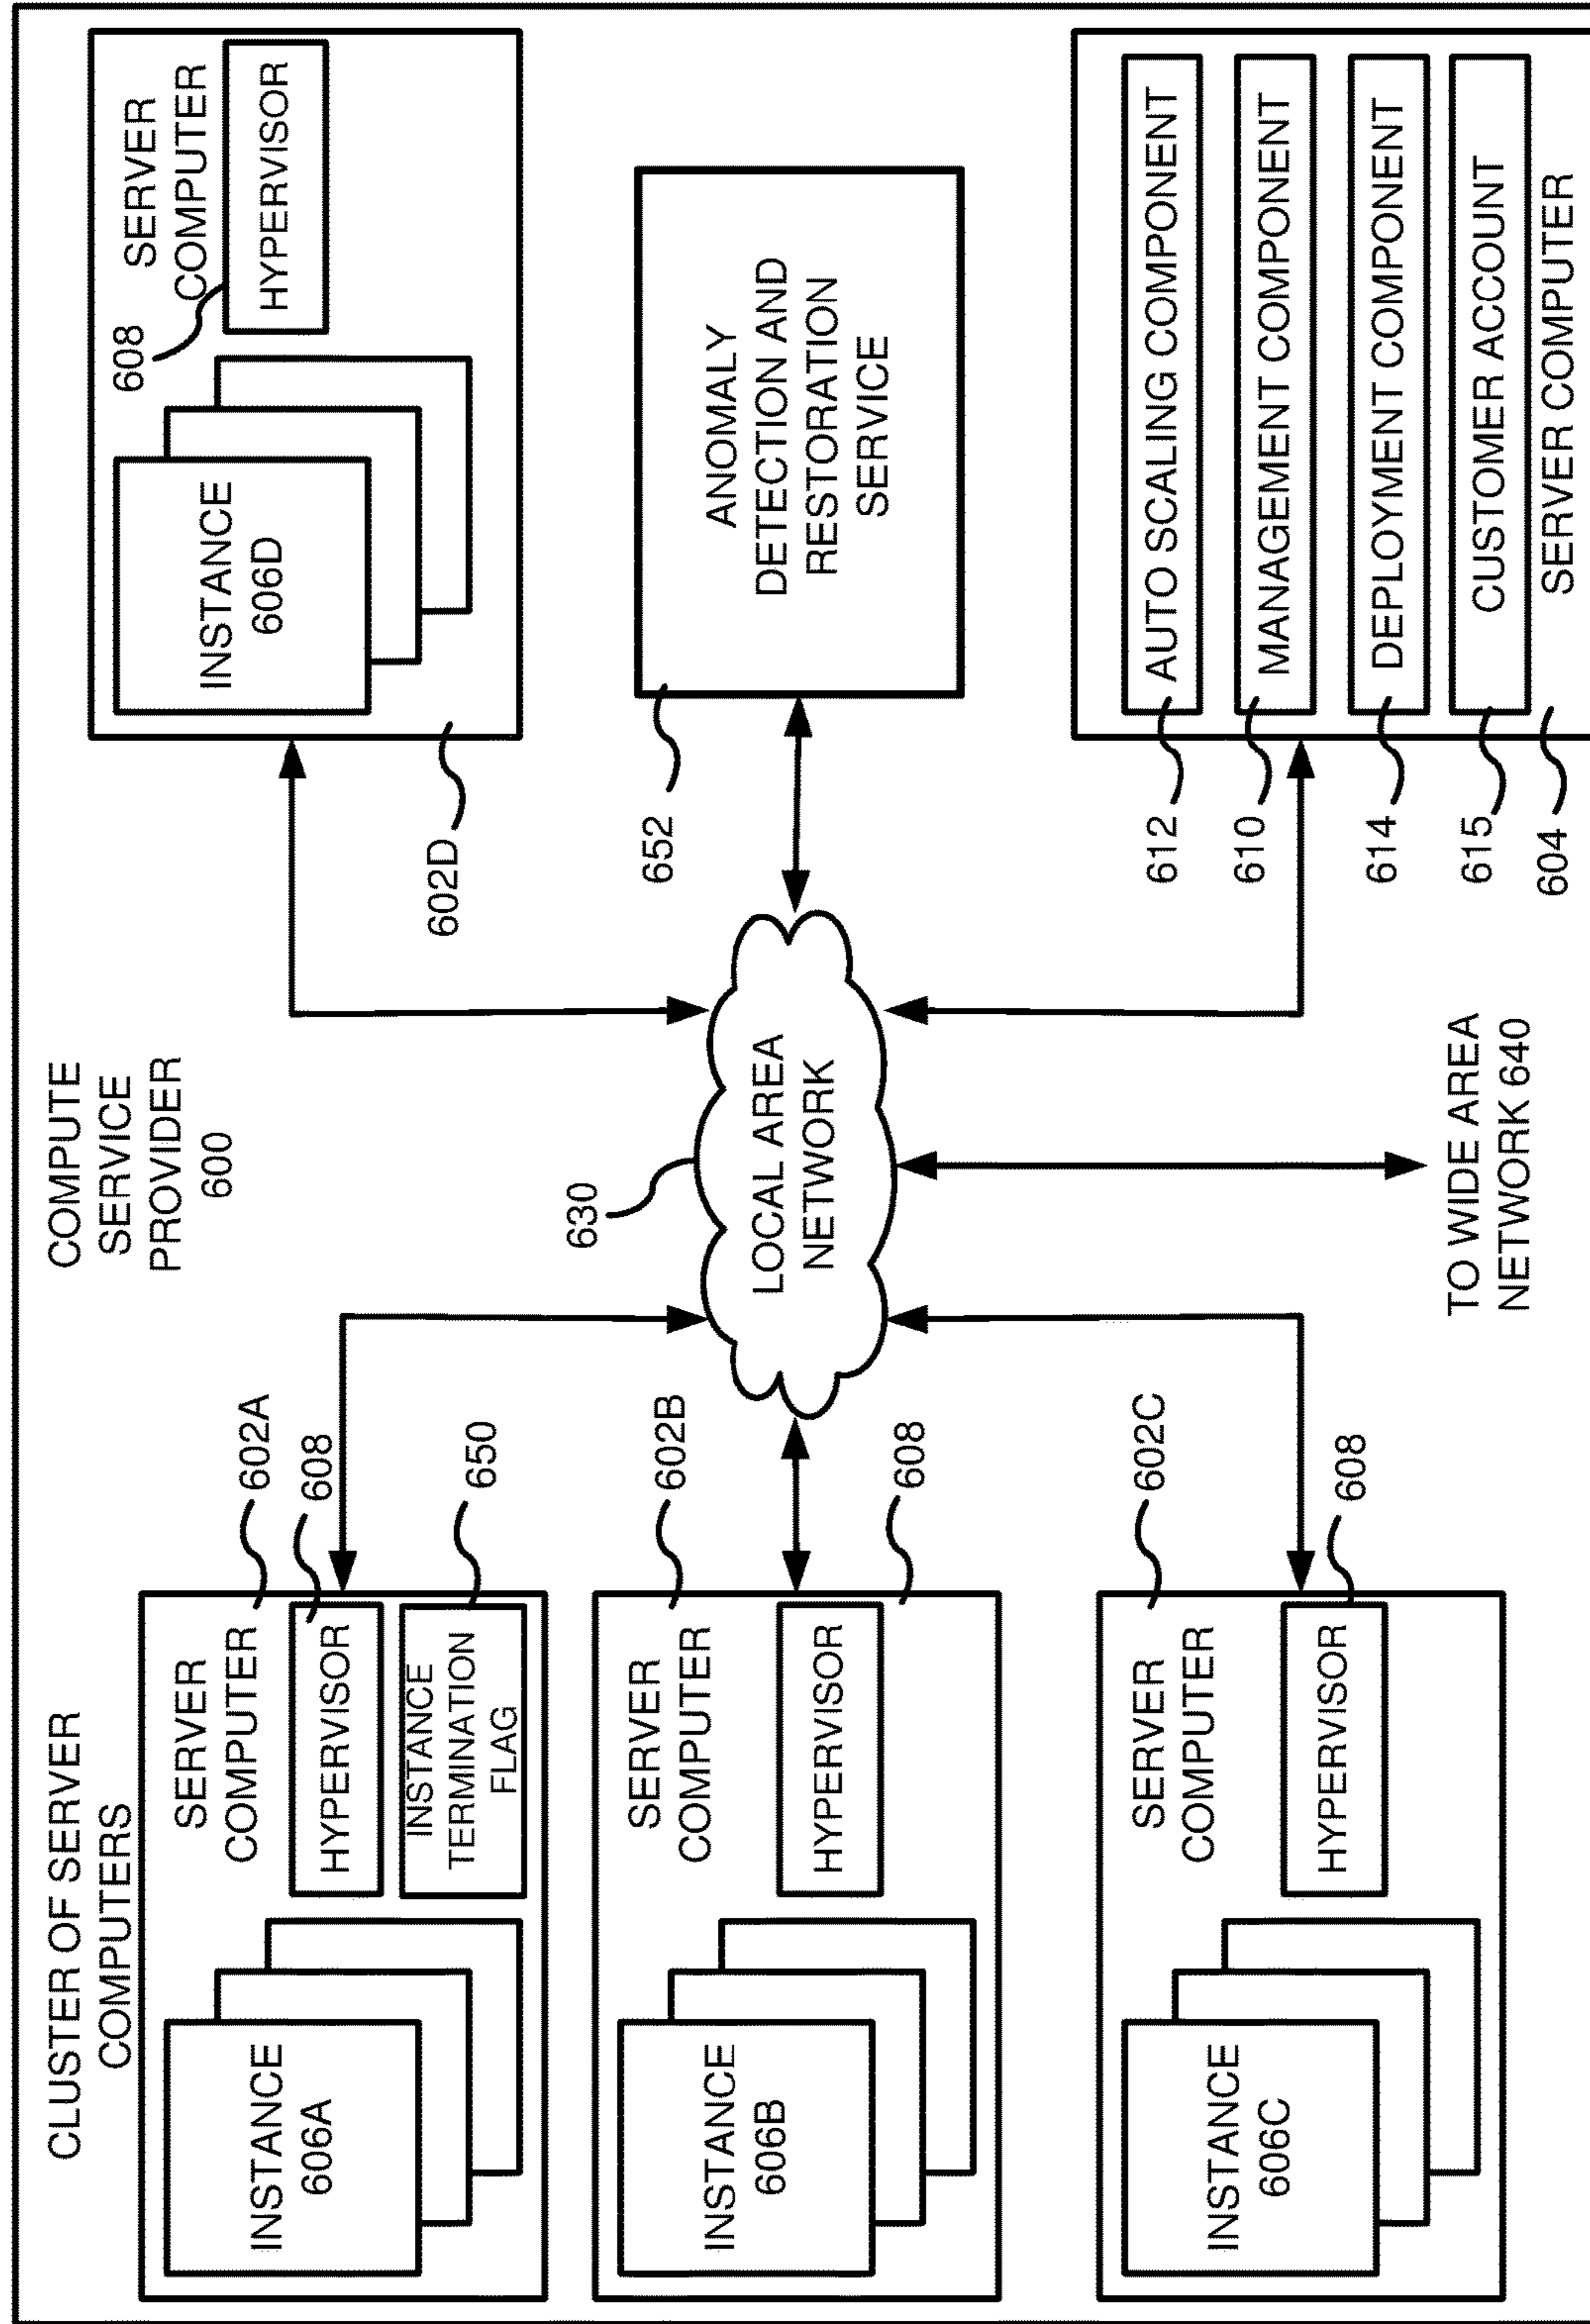 CLUSTER OF SERVER
COMPUTERS
COMPUTE
SERVICE
PROVIDER
600
SERVER
COMPUTER
602A
HYPERVISOR
608
INSTANCE
TERMINATION
FLAG
650
INSTANCE
606A
SERVER
COMPUTER
602B
HYPERVISOR
608
INSTANCE
606B
SERVER
COMPUTER
602C
HYPERVISOR
608
INSTANCE
606C
630
LOCAL AREA
NETWORK
TO WIDE AREA
NETWORK 640
SERVER
COMPUTER
608
HYPERVISOR
INSTANCE
606D
602D
ANOMALY
DETECTION AND
RESTORATION
SERVICE
652
612
AUTO SCALING COMPONENT
610
MANAGEMENT COMPONENT
614
DEPLOYMENT COMPONENT
615
CUSTOMER ACCOUNT
604
SERVER COMPUTER